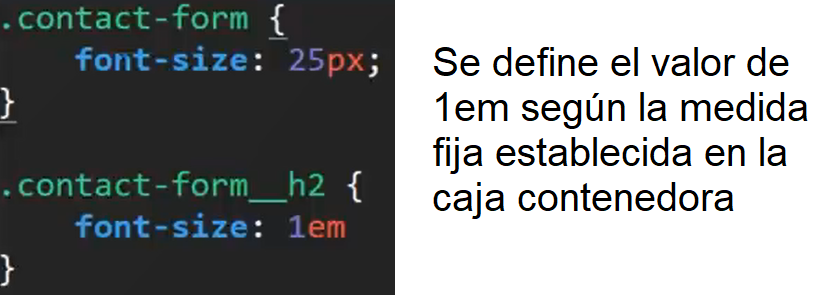 .contact-form {
    font-size: 25px;
}
.contact-form__h2 {
    font-size: 1em
}
Se define el valor de
1em según la medida
fija establecida en la
caja contenedora